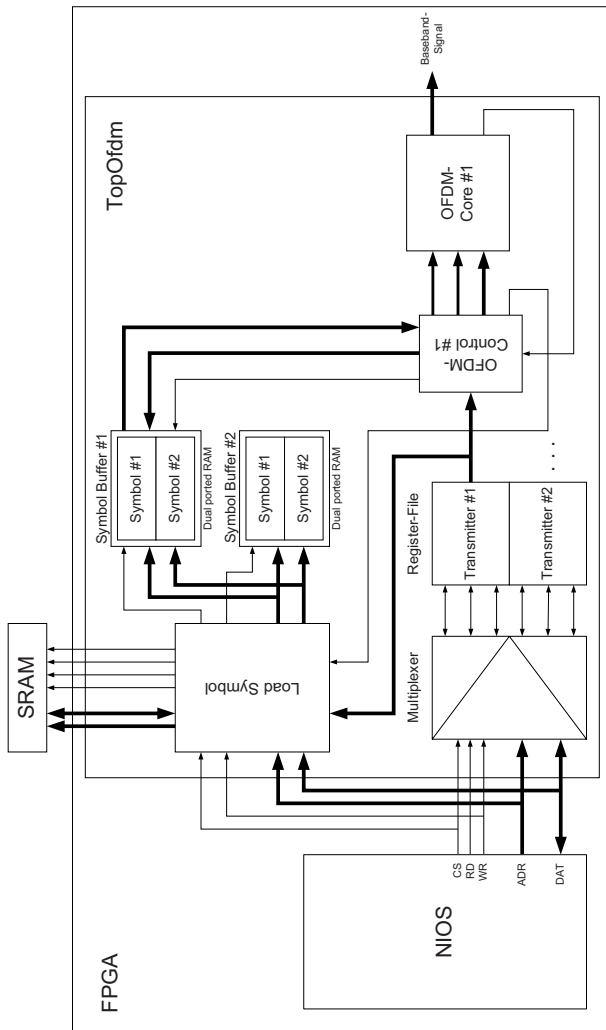 FPGA
TopOfdm
SRAM
NIOS
CS
RD
WR
ADR
DAT
Load Symbol
Multiplexer
Symbol Buffer #1
Symbol #1
Symbol #2
Dual ported RAM
Symbol Buffer #2
Symbol #1
Symbol #2
Dual ported RAM
Register-File
Transmitter #1
Transmitter #2
. . .
OFDM-
Control #1
OFDM-
Core #1
Baseband-
Signal